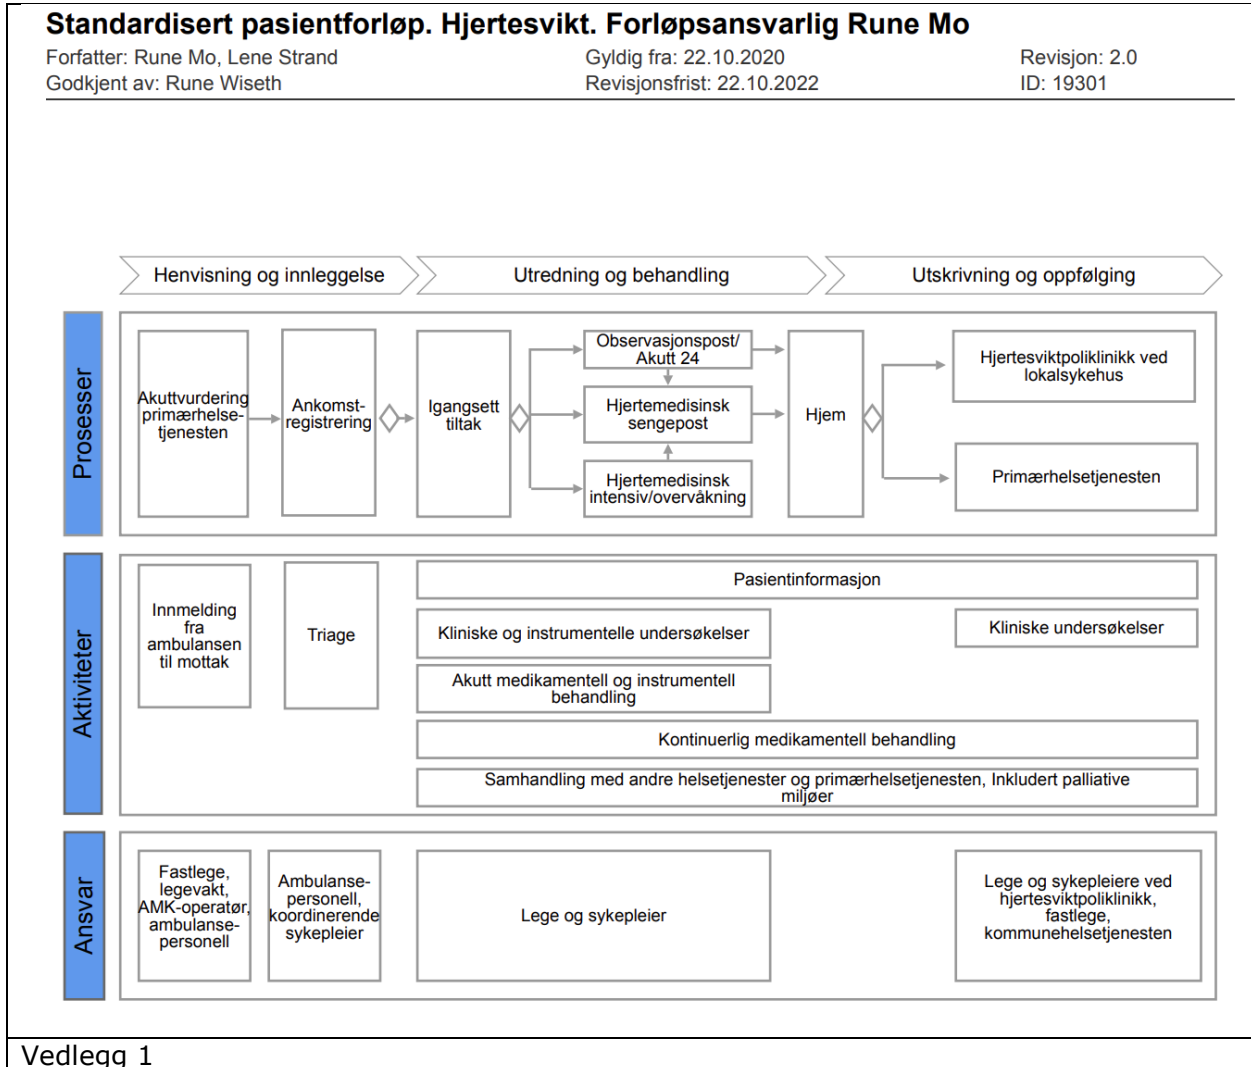 Standardisert pasientforløp. Hjertesvikt. Forløpsansvarlig Rune Mo
Forfatter: Rune Mo, Lene Strand
Gyldig fra: 22.10.2020
Revisjon: 2.0
Godkjent av: Rune Wiseth
Revisjonsfrist: 22.10.2022
ID: 19301
Henvisning og innleggelse
Utredning og behandling
Utskrivning og oppfølging
Prosesser
Akuttvurdering
primærhelse-
tjenesten
Ankomst-
registrering
Igangsett
tiltak
Observasjonspost/
Akutt 24
Hjertemedisinsk
sengepost
Hjertemedisinsk
intensiv/overvåkning
Hjem
Hjertesviktpoliklinikk ved
lokalsykehus
Primærhelsetjenesten
Aktiviteter
Innmelding
fra
ambulansen
til mottak
Triage
Pasientinformasjon
Kliniske og instrumentelle undersøkelser
Kliniske undersøkelser
Akutt medikamentell og instrumentell
behandling
Kontinuerlig medikamentell behandling
Samhandling med andre helsetjenester og primærhelsetjenesten, Inkludert palliative
miljøer
Ansvar
Fastlege,
legevakt,
AMK-operatør,
ambulanse-
personell
Ambulanse-
personell,
koordinerende
sykepleier
Lege og sykepleier
Lege og sykepleiere ved
hjertesviktpoliklinikk,
fastlege,
kommunehelsetjenesten
Vedlegg 1